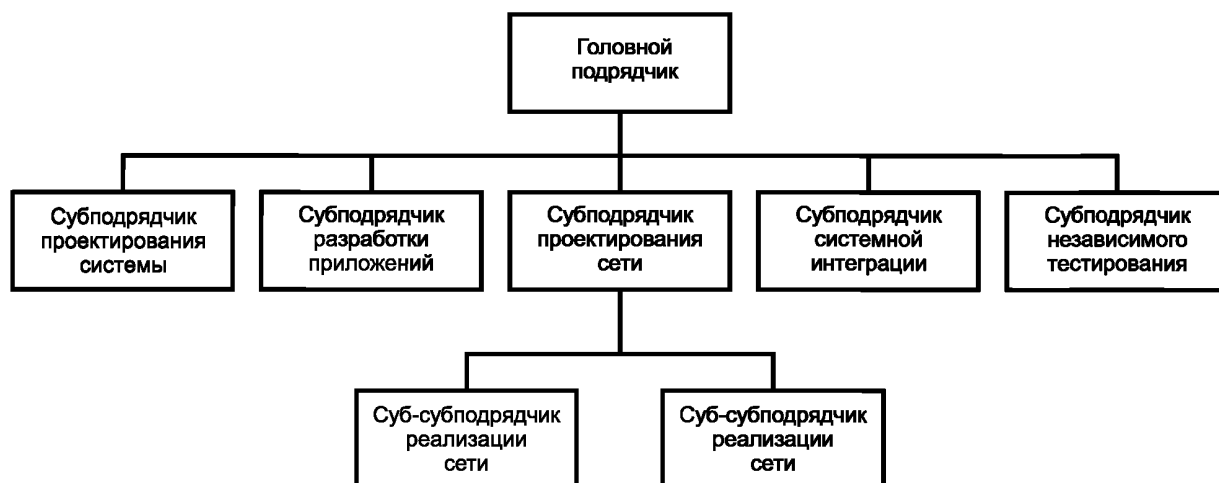 Головной
подрядчик
Субподрядчик
проектирования
системы
Субподрядчик
разработки
приложений
Субподрядчик
проектирования
сети
Субподрядчик
системной
интеграции
Субподрядчик
независимого
тестирования
Суб-субподрядчик
реализации
сети
Суб-субподрядчик
реализации
сети